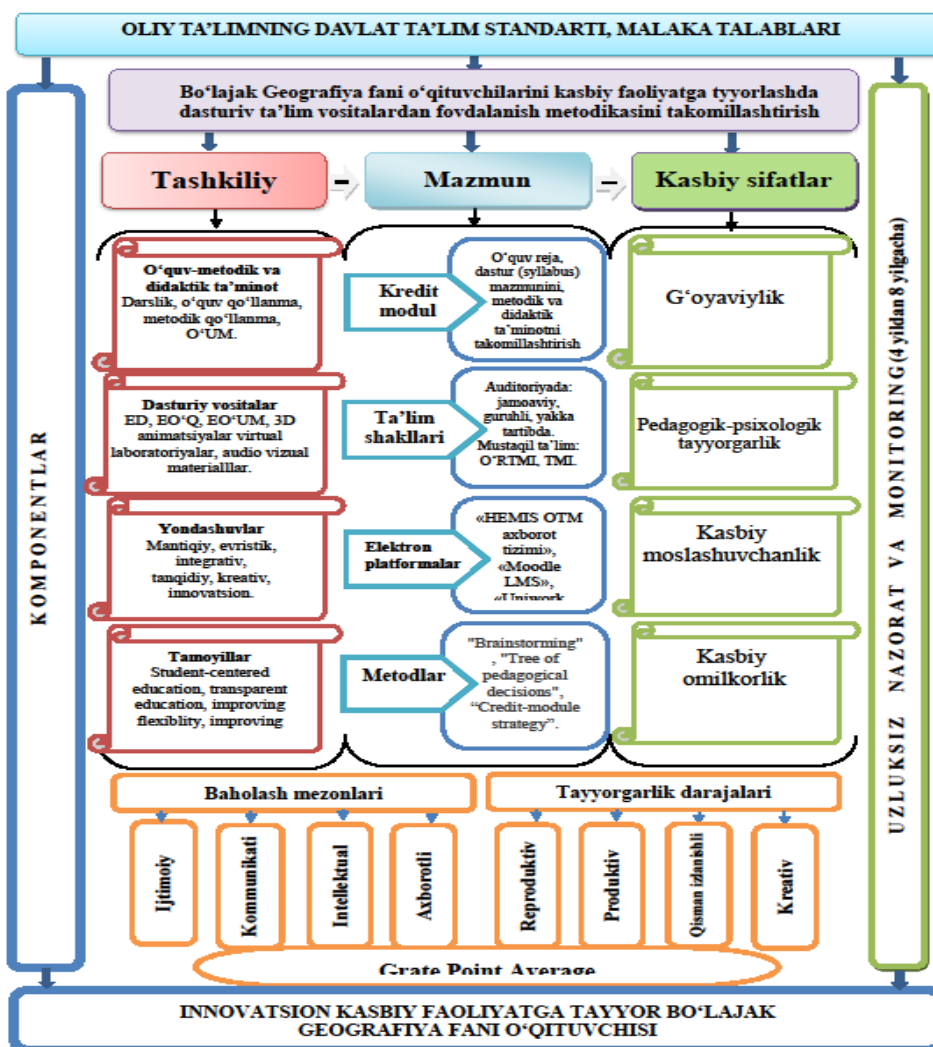 OLIY TA’LIMNING DAVLAT TA’LIM STANDARTI, MALAKA TALABLARI
Bo‘lajak Geografiya fani o‘qituvchilarini kasbiy faoliyatga tyyorlashda
dasturiv ta’lim vositalardan fovdalanish metodikasini takomillashtirish
Tashkiliy
Mazmun
Kasbiy sifatlar
KOMPONENTLAR
UZLUKSIZ NAZORAT VA MONITORING(4 yildan 8 yilgacha)
O‘quv-metodik va
didaktik ta’minot
Darslik, o‘quv qo‘llanma,
metodik qo‘llanma,
O‘UM.
Kredit
modul
O‘quv reja,
dastur (syllabus)
mazmunini,
metodik va
didaktik
ta’minotni
takomillashtirish
G‘oyaviylik
Dasturiy vositalar
ED, EO‘Q, EO‘UM, 3D
animatsiyalar virtual
laboratoriyalar, audio vizual
materialllar.
Ta’lim
shakllari
Auditoriyada:
jamoaviy,
guruhli, yakka
tartibda.
Mustaqil ta’lim:
O‘RTMI, TMI.
Pedagogik-psixologik
tayyorgarlik
Yondashuvlar
Mantiqiy, evristik,
integrativ,
tanqidiy, kreativ,
innovatsion.
Elektron
platformalar
«HEMIS OTM
axborot
tizimi»,
«Moodle
LMS»,
«Uniwork
Kasbiy
moslashuvchanlik
Tamoyillar
Student-centered
education, transparent
education, improving
flexiblity, improving
Metodlar
"Brainstorming"
, "Tree of
pedagogical
decisions",
“Credit-module
strategy”.
Kasbiy
omilkorlik
Baholash mezonlari
Tayyorgarlik darajalari
Ijtimoiy
Kommunikati
Intellektual
Axborotli
Reproduktiv
Produktiv
Qisman izlanishli
Kreativ
Grate Point Average
INNOVATSION KASBIY FAOLIYATGA TAYYOR BO‘LAJAK
GEOGRAFIYA FANI O‘QITUVCHISI